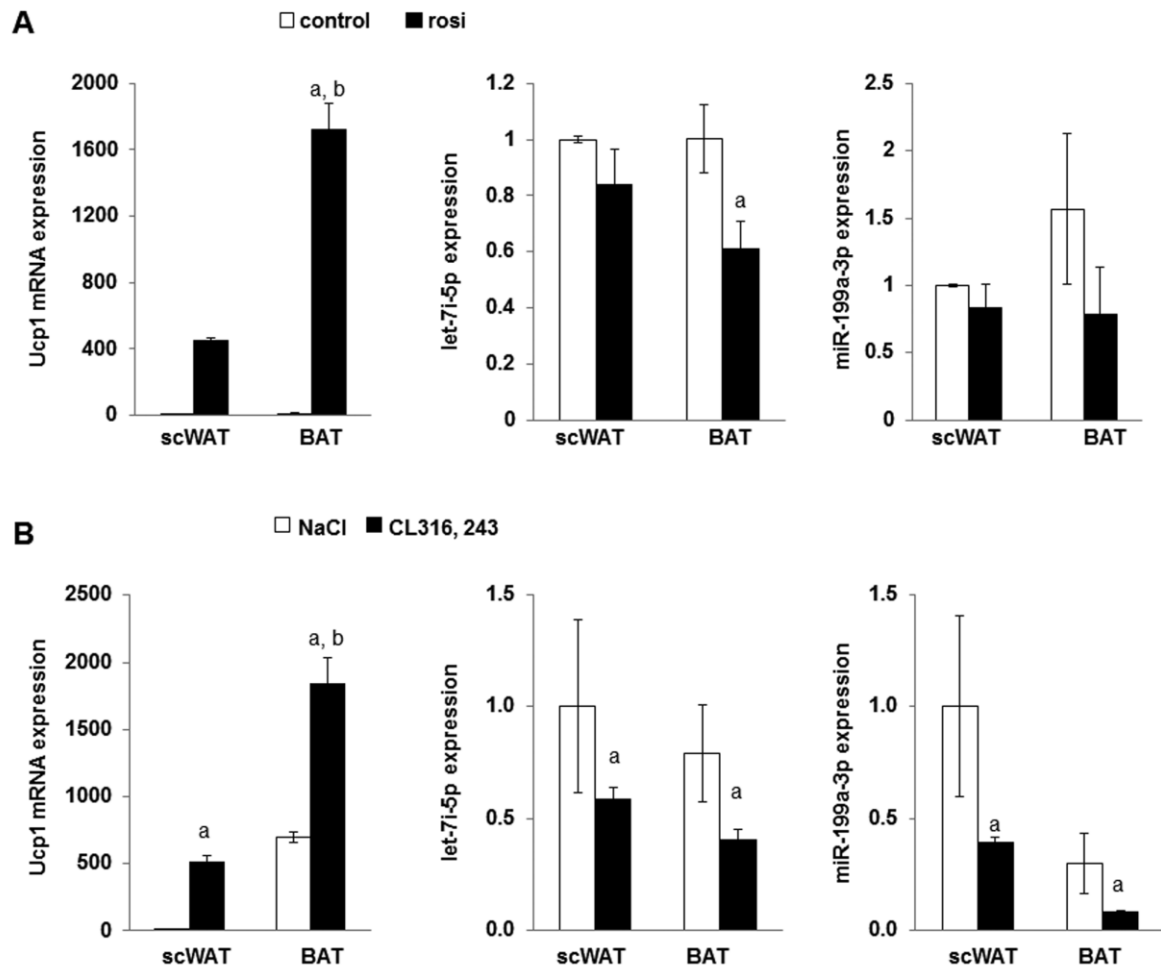 A
control rosi
Ucp1 mRNA expression
2000
1600
1200
800
400
0
a, b
scWAT BAT
let-7i-5p expression
1.2
1
0.8
0.6
0.4
0.2
0
a
scWAT BAT
miR-199a-3p expression
2.5
2
1.5
1
0.5
0
scWAT BAT
B
NaCl CL316, 243
Ucp1 mRNA expression
2500
2000
1500
1000
500
0
a
a, b
scWAT BAT
let-7i-5p expression
1.5
1.0
0.5
0.0
a
a
scWAT BAT
miR-199a-3p expression
1.5
1.0
0.5
0.0
a
a
scWAT BAT